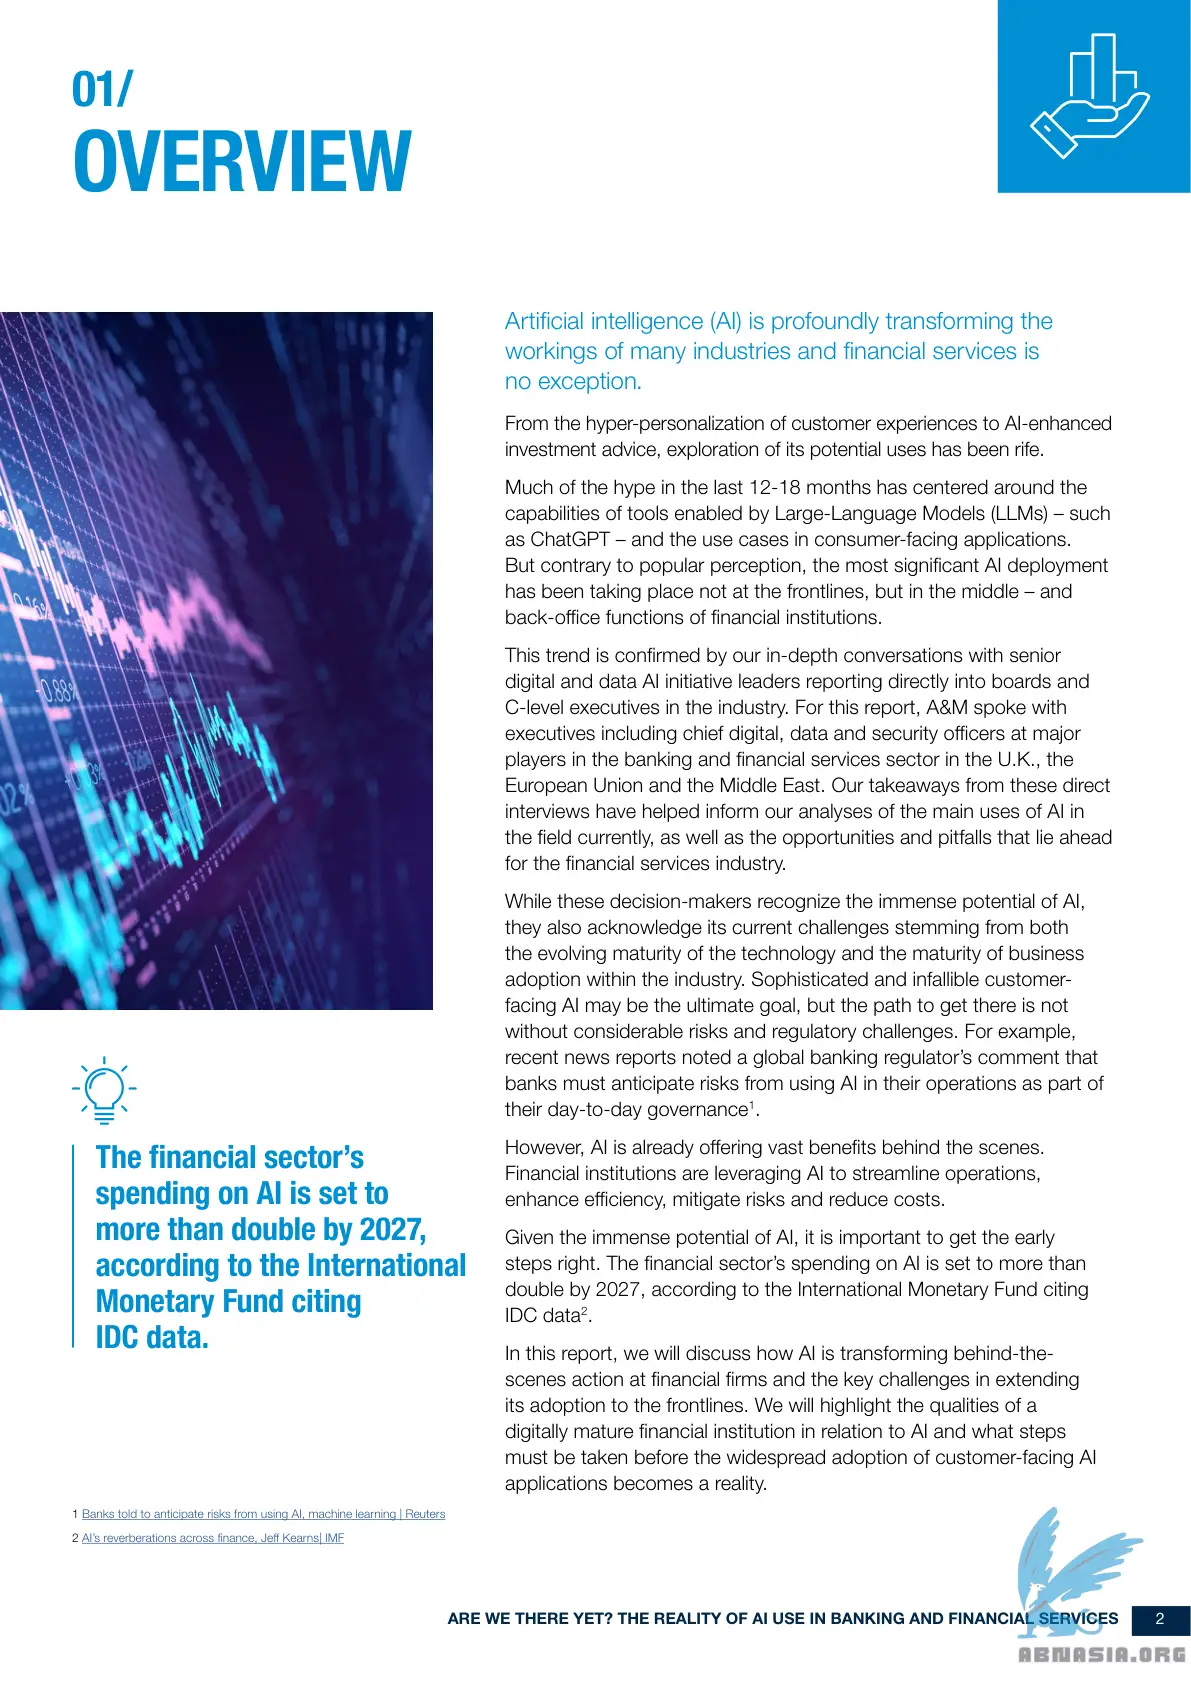 01/
OVERVIEW
Artificial intelligence (AI) is profoundly transforming the
workings of many industries and financial services is
no exception.
From the hyper-personalization of customer experiences to AI-enhanced
investment advice, exploration of its potential uses has been rife.
Much of the hype in the last 12-18 months has centered around the
capabilities of tools enabled by Large-Language Models (LLMs) – such
as ChatGPT – and the use cases in consumer-facing applications.
But contrary to popular perception, the most significant AI deployment
has been taking place not at the frontlines, but in the middle – and
back-office functions of financial institutions.
This trend is confirmed by our in-depth conversations with senior
digital and data AI initiative leaders reporting directly into boards and
C-level executives in the industry. For this report, A&M spoke with
executives including chief digital, data and security officers at major
players in the banking and financial services sector in the U.K., the
European Union and the Middle East. Our takeaways from these direct
interviews have helped inform our analyses of the main uses of AI in
the field currently, as well as the opportunities and pitfalls that lie ahead
for the financial services industry.
While these decision-makers recognize the immense potential of AI,
they also acknowledge its current challenges stemming from both
the evolving maturity of the technology and the maturity of business
adoption within the industry. Sophisticated and infallible customer-
facing AI may be the ultimate goal, but the path to get there is not
without considerable risks and regulatory challenges. For example,
recent news reports noted a global banking regulator's comment that
banks must anticipate risks from using AI in their operations as part of
their day-to-day governance1.
However, AI is already offering vast benefits behind the scenes.
Financial institutions are leveraging AI to streamline operations,
enhance efficiency, mitigate risks and reduce costs.
Given the immense potential of AI, it is important to get the early
steps right. The financial sector's spending on AI is set to more than
double by 2027, according to the International Monetary Fund citing
IDC data2.
In this report, we will discuss how AI is transforming behind-the-
scenes action at financial firms and the key challenges in extending
its adoption to the frontlines. We will highlight the qualities of a
digitally mature financial institution in relation to AI and what steps
must be taken before the widespread adoption of customer-facing AI
applications becomes a reality.
-0.88%
The financial sector's
spending on AI is set to
more than double by 2027,
according to the International
Monetary Fund citing
IDC data.
1 Banks told to anticipate risks from using AI, machine learning | Reuters
2 AI's reverberations across finance, Jeff Kearns| IMF
ARE WE THERE YET? THE REALITY OF AI USE IN BANKING AND FINANCIAL SERVICES 2
ABNASIA.ORG